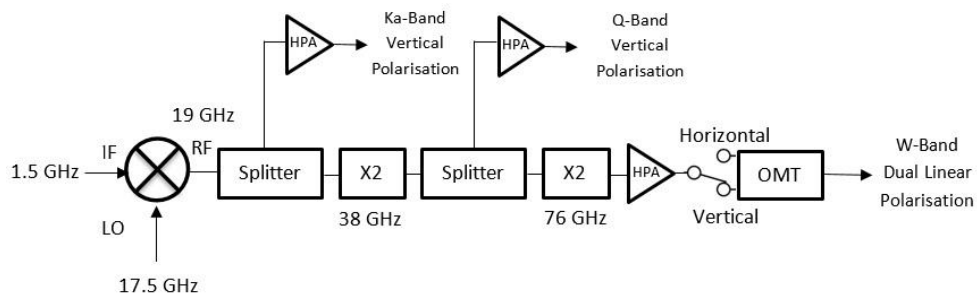 Ka-Band
Vertical
Polarisation
HPA
Q-Band
Vertical
Polarisation
HPA
19 GHz
IF
RF
1.5 GHz
LO
17.5 GHz
Splitter
X2
38 GHz
Splitter
X2
76 GHz
HPA
Horizontal
Vertical
OMT
W-Band
Dual Linear
Polarisation